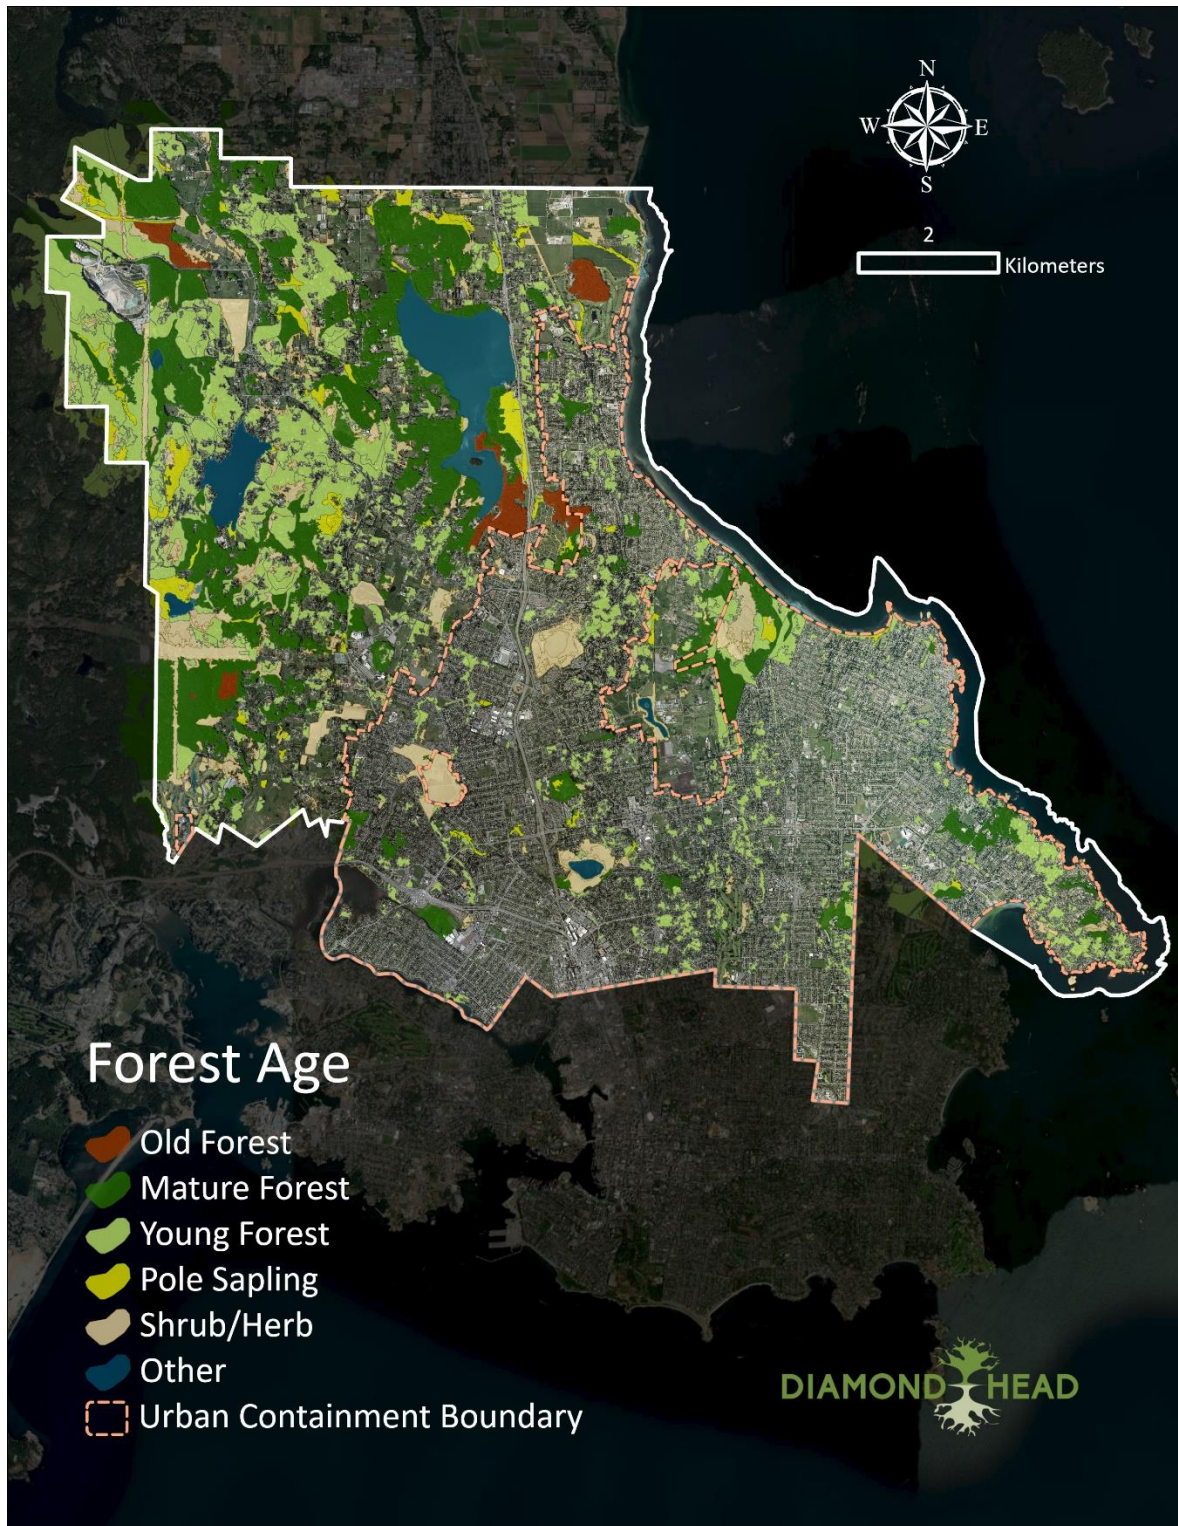 N
W E
S
2
Kilometers
Forest Age
Old Forest
Mature Forest
Young Forest
Pole Sapling
Shrub/Herb
Other
Urban Containment Boundary
DIAMOND HEAD